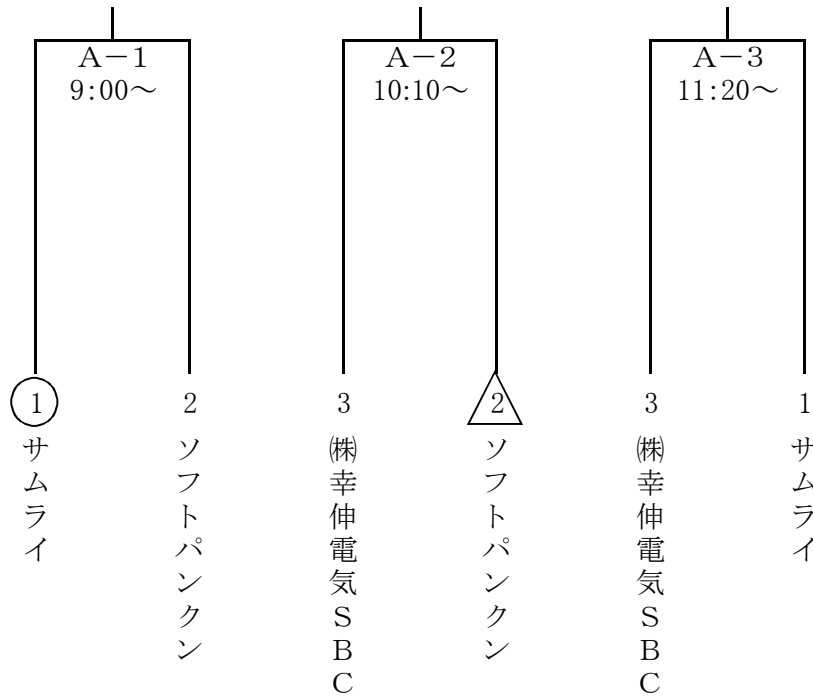 A－1
9:00～
A－2
10:10～
A－3
11:20～
1
2
3
2
3
1
サムライ
ソフトパンクン
㈱幸伸電気SBC
ソフトパンクン
㈱幸伸電気SBC
サムライ